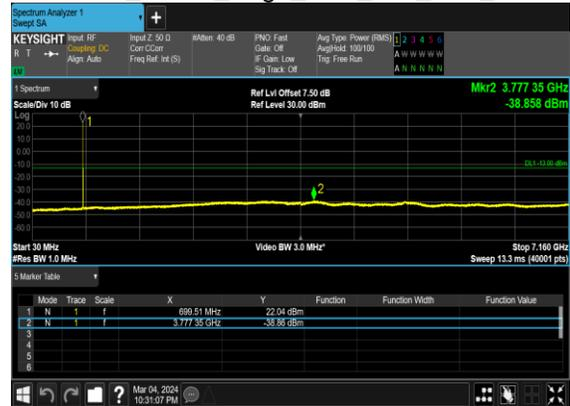 Spectrum Analyzer 1
Swept SA
+
KEYSIGHT Input: RF Input Z: 50 Ω #Atten: 40 dB PNO: Fast Avg Type: Power (RMS) 1 2 3 4 5 6
R T Coupling: DC Corr CCorr Gate: Off Avg|Hold: 100/100 A W W W W W
Align: Auto Freq Ref: Int (S) IF Gain: Low Trig: Free Run
Sig Track: Off A N N N N N
1 Spectrum Ref Lvl Offset 7.50 dB Mkr2 3.777 35 GHz
Scale/Div 10 dB Ref Level 30.00 dBm -38.858 dBm
Log
1
20.0
10.0
0.00
-10.0 DL1 -13.00 dBm
-20.0
-30.0 2
-40.0
-50.0
-60.0
Start 30 MHz Video BW 3.0 MHz* Stop 7.160 GHz
#Res BW 1.0 MHz Sweep 13.3 ms (40001 pts)
5 Marker Table
Mode Trace Scale X Y Function Function Width Function Value
1 N 1 f 699.51 MHz 22.04 dBm
2 N 1 f 3.777 35 GHz -38.86 dBm
3
4
5
6
? Mar 04, 2024
10:31:07 PM